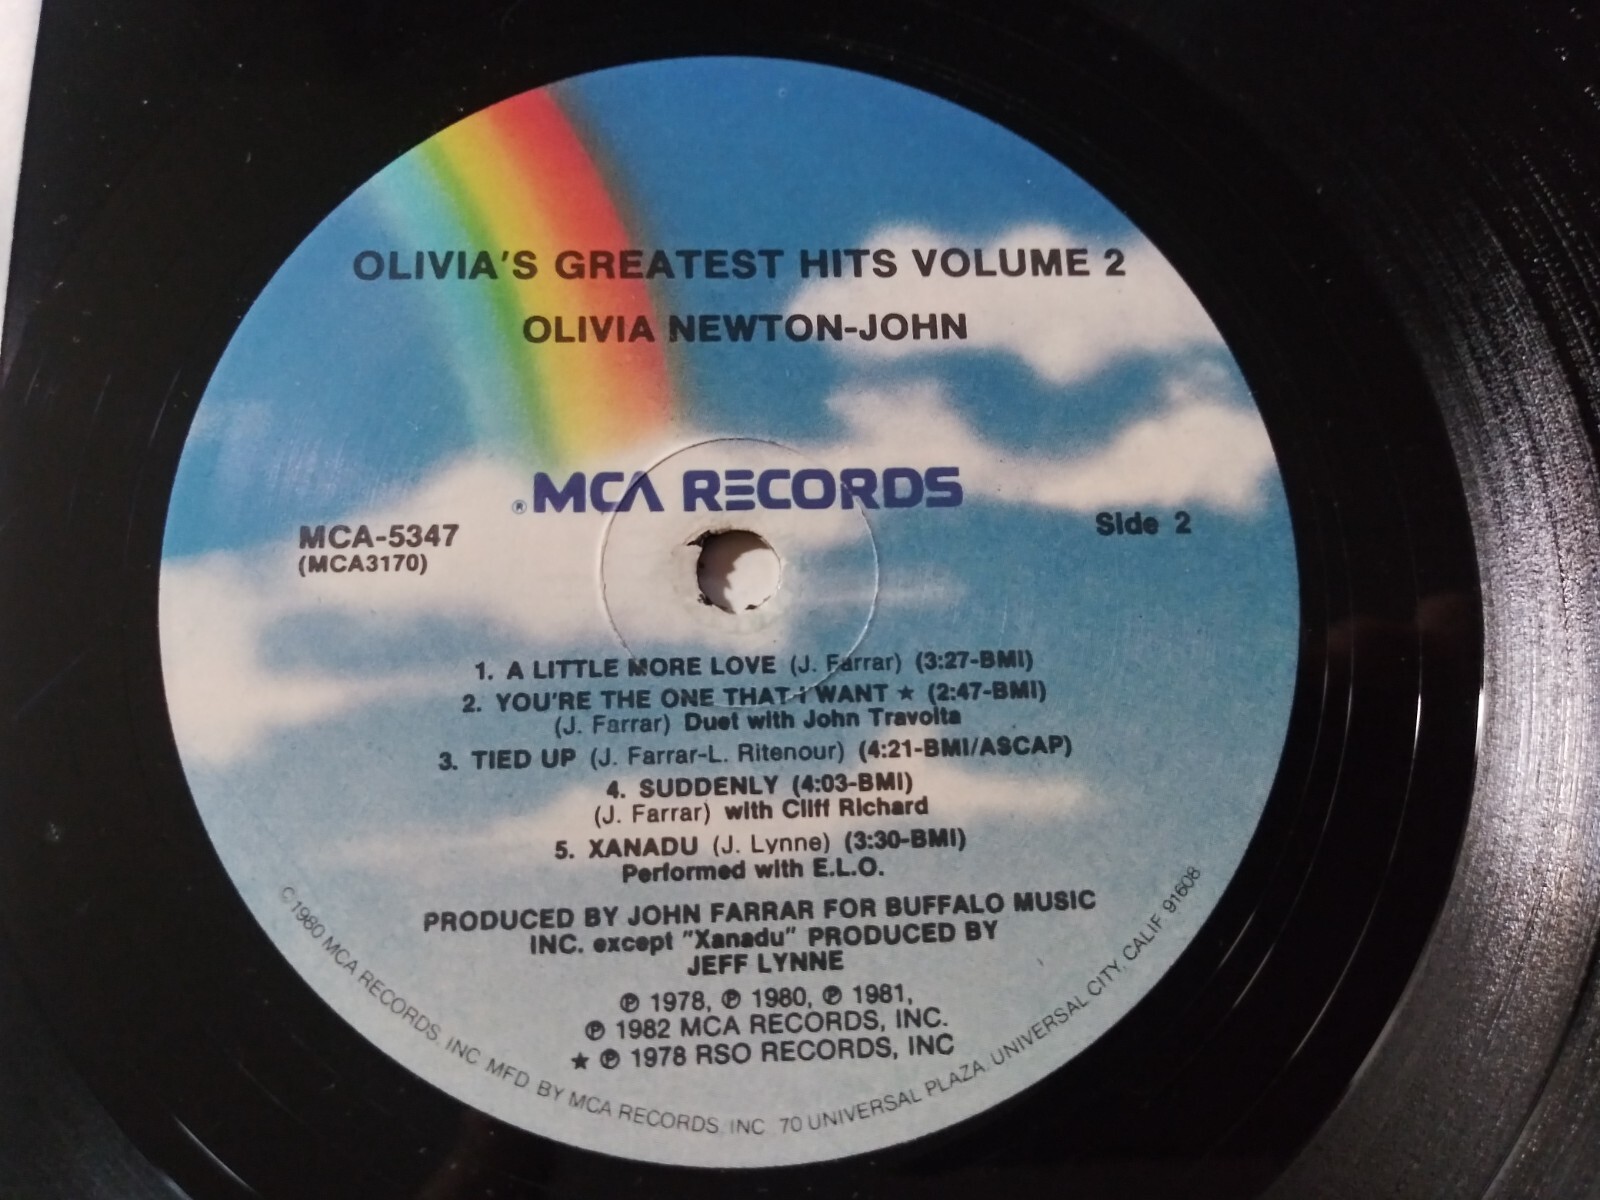 OLIVIA'S GREATEST HITS VOLUME 2
OLIVIA NEWTON-JOHN
® MCA RECORDS
MCA-5347
(MCA3170)
Side 2
1. A LITTLE MORE LOVE (J. Farrar) (3:27-BMI)
2. YOU'RE THE ONE THAT I WANT ★ (2:47-BMI)
(J. Farrar) Duet with John Travolta
3. TIED UP (J. Farrar-L. Ritenour) (4:21-BMI/ASCAP)
4. SUDDENLY (4:03-BMI)
(J. Farrar) with Cliff Richard
5. XANADU (J. Lynne) (3:30-BMI)
Performed with E.L.O.
PRODUCED BY JOHN FARRAR FOR BUFFALO MUSIC
INC. except "Xanadu" PRODUCED BY
JEFF LYNNE
℗ 1978, ℗ 1980, ℗ 1981,
℗ 1982 MCA RECORDS, INC.
★ ℗ 1978 RSO RECORDS, INC
©1980 MCA RECORDS, INC. MFD BY MCA RECORDS, INC. 70 UNIVERSAL PLAZA, UNIVERSAL CITY, CALIF. 91608